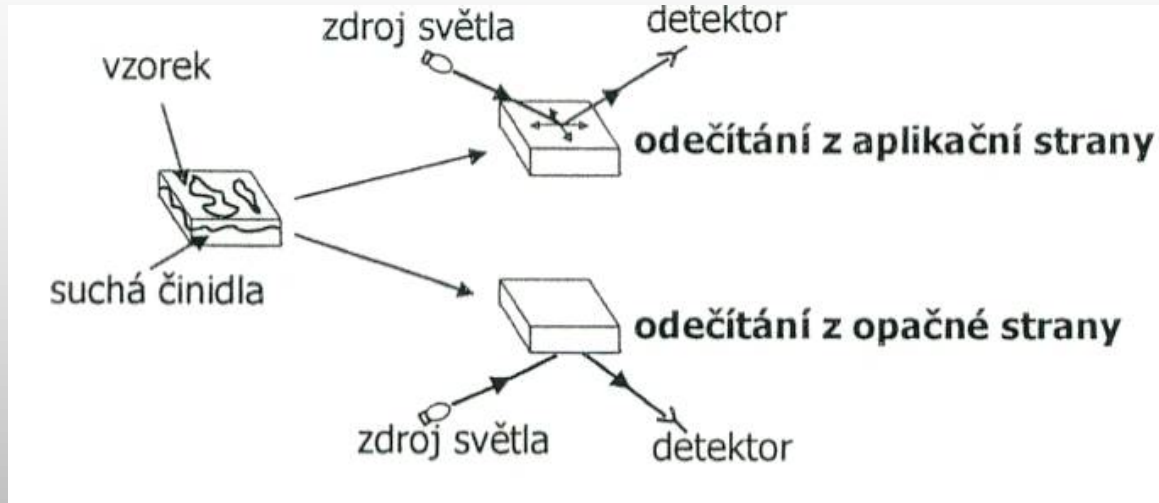 zdroj světla
detektor
vzorek
odečítání z aplikační strany
suchá činidla
odečítání z opačné strany
zdroj světla
detektor